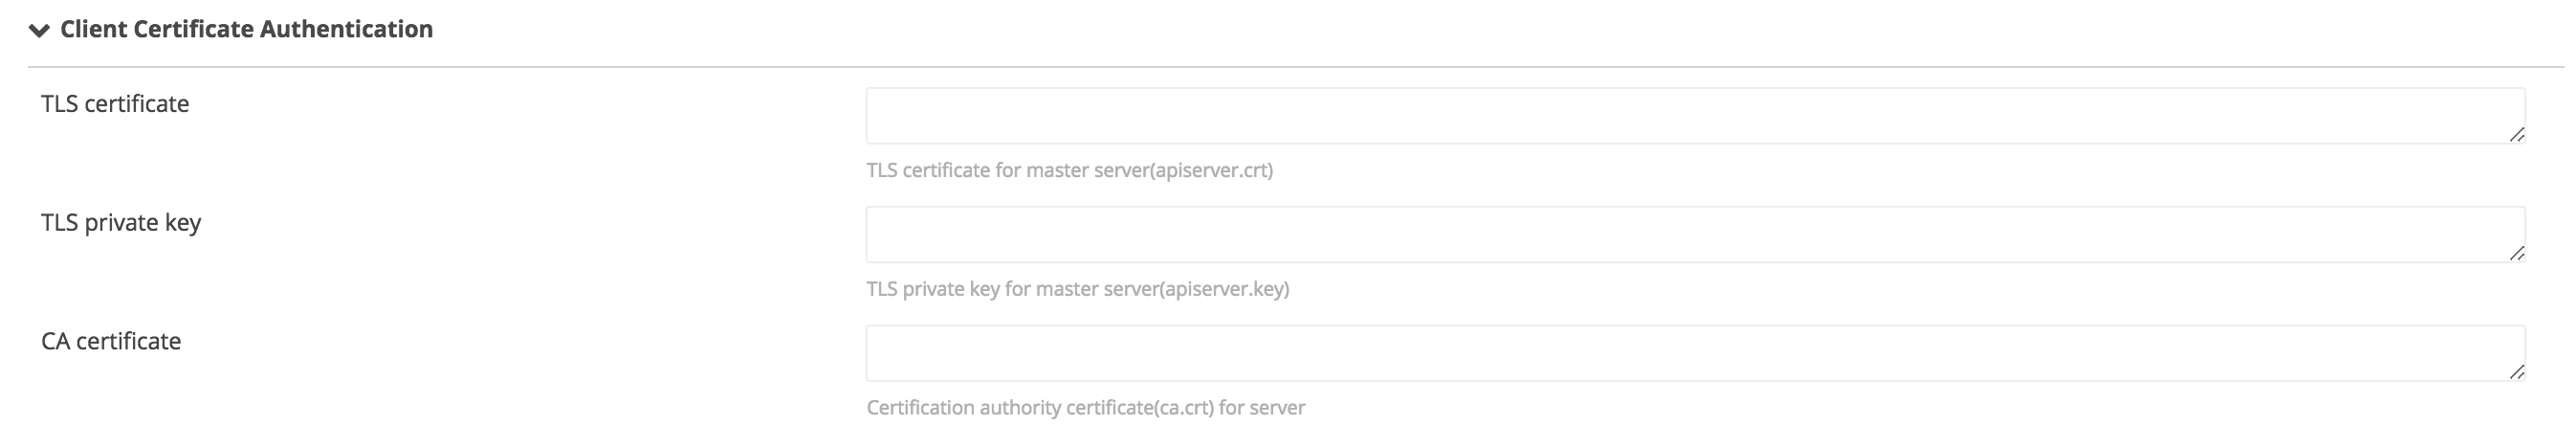 Client Certificate Authentication
TLS certificate
TLS certificate for master server(apiserver.crt)
TLS private key
TLS private key for master server(apiserver.key)
CA certificate
Certification authority certificate(ca.crt) for server